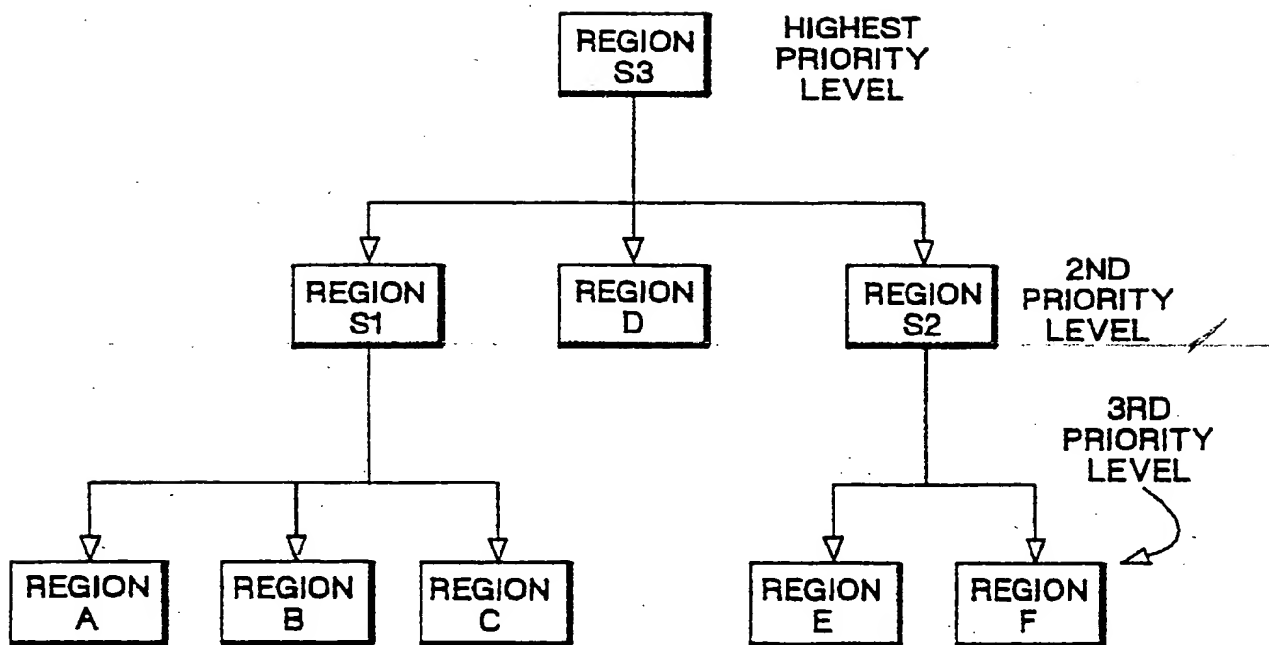 REGION
S3
HIGHEST
PRIORITY
LEVEL
REGION
S1
REGION
D
REGION
S2
2ND
PRIORITY
LEVEL
3RD
PRIORITY
LEVEL
REGION
A
REGION
B
REGION
C
REGION
E
REGION
F